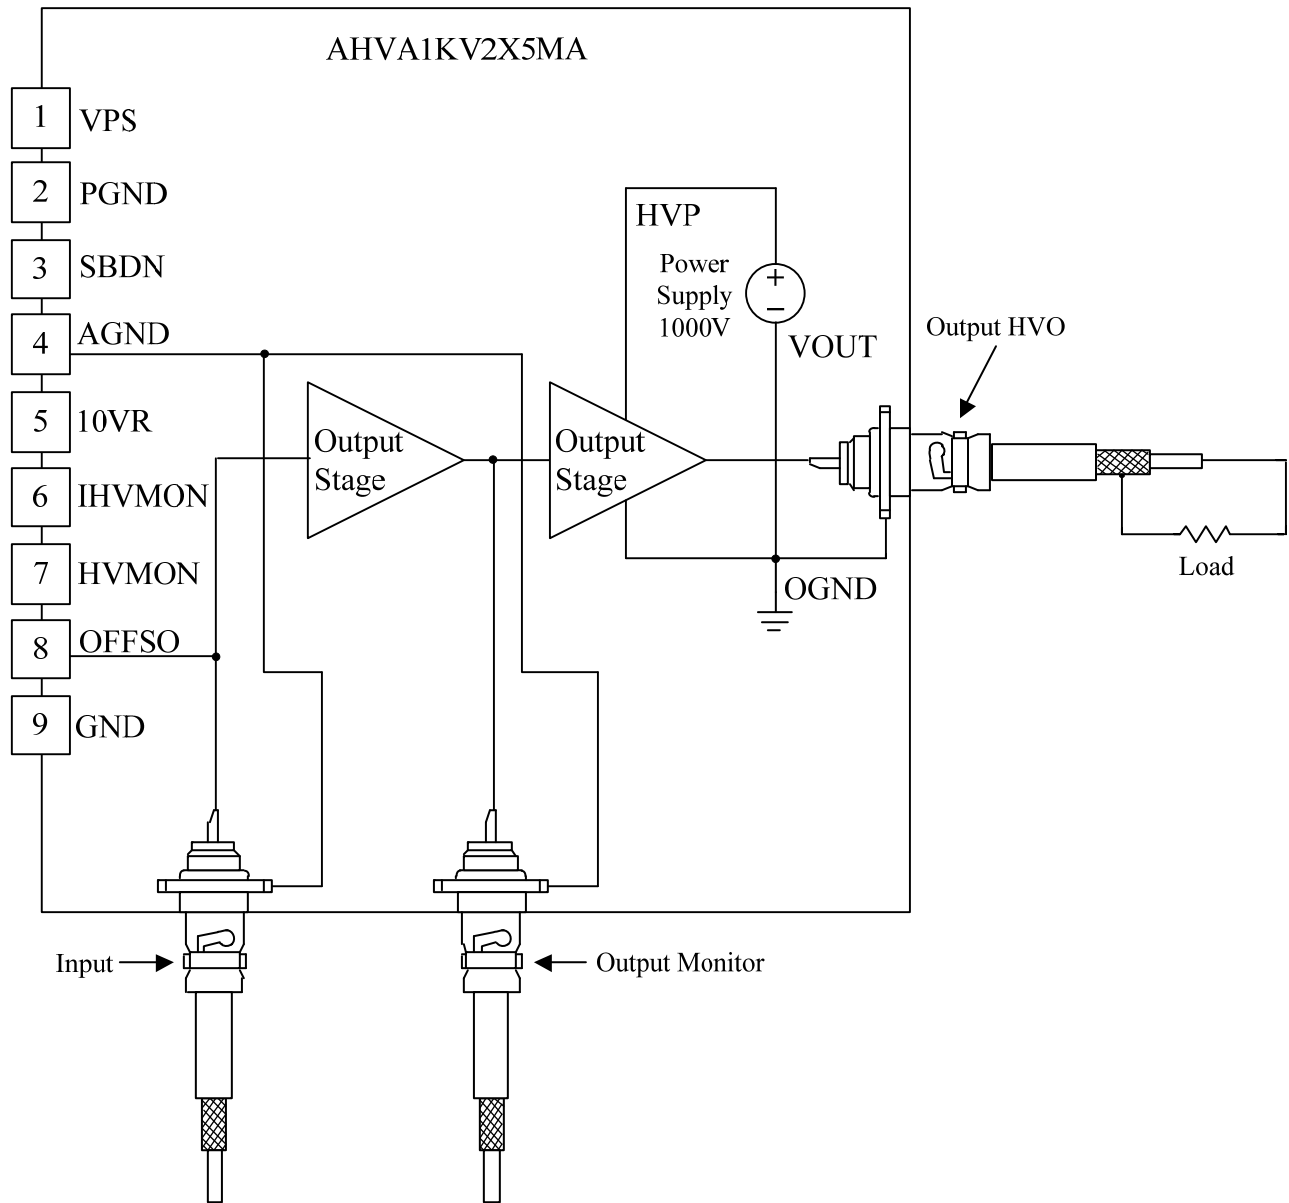 AHVA1KV2X5MA
1 VPS
2 PGND
3 SBDN
4 AGND
5 10VR
6 IHVMON
7 HVMON
8 OFFSO
9 GND
HVP
Power
Supply
1000V
+
−
VOUT
Output HVO
Output
Stage
Output
Stage
Load
OGND
Input
Output Monitor